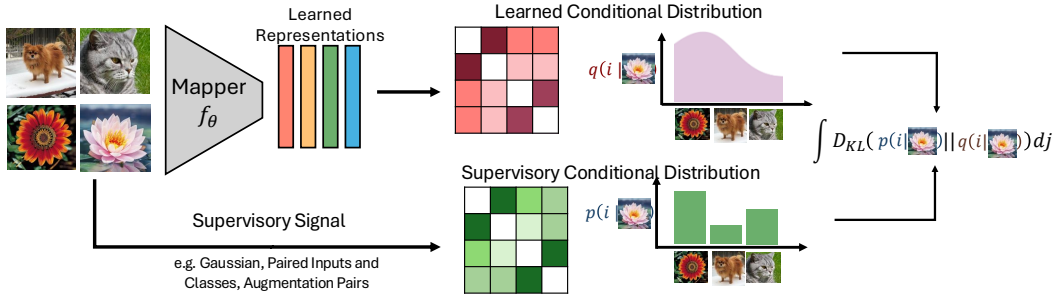 Learned
Representations
Mapper
f_θ
Learned Conditional Distribution
q(i |
Supervisory Signal
e.g. Gaussian, Paired Inputs and
Classes, Augmentation Pairs
Supervisory Conditional Distribution
p(i |
∫ D_KL( p(i| )||q(i| ))dj